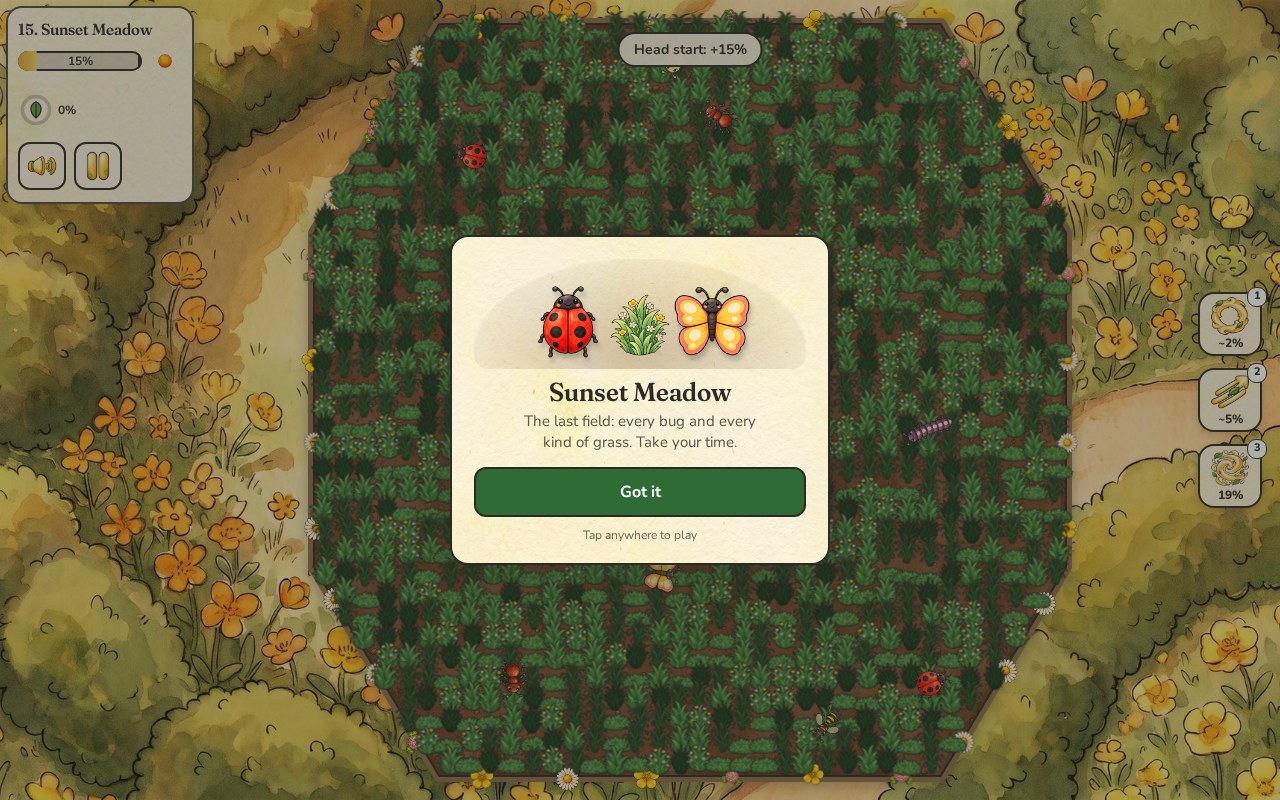 15. Sunset Meadow
15%
0%
Head start: +15%
Sunset Meadow
The last field: every bug and every
kind of grass. Take your time.
Got it
Tap anywhere to play
1
~2%
2
~5%
3
19%